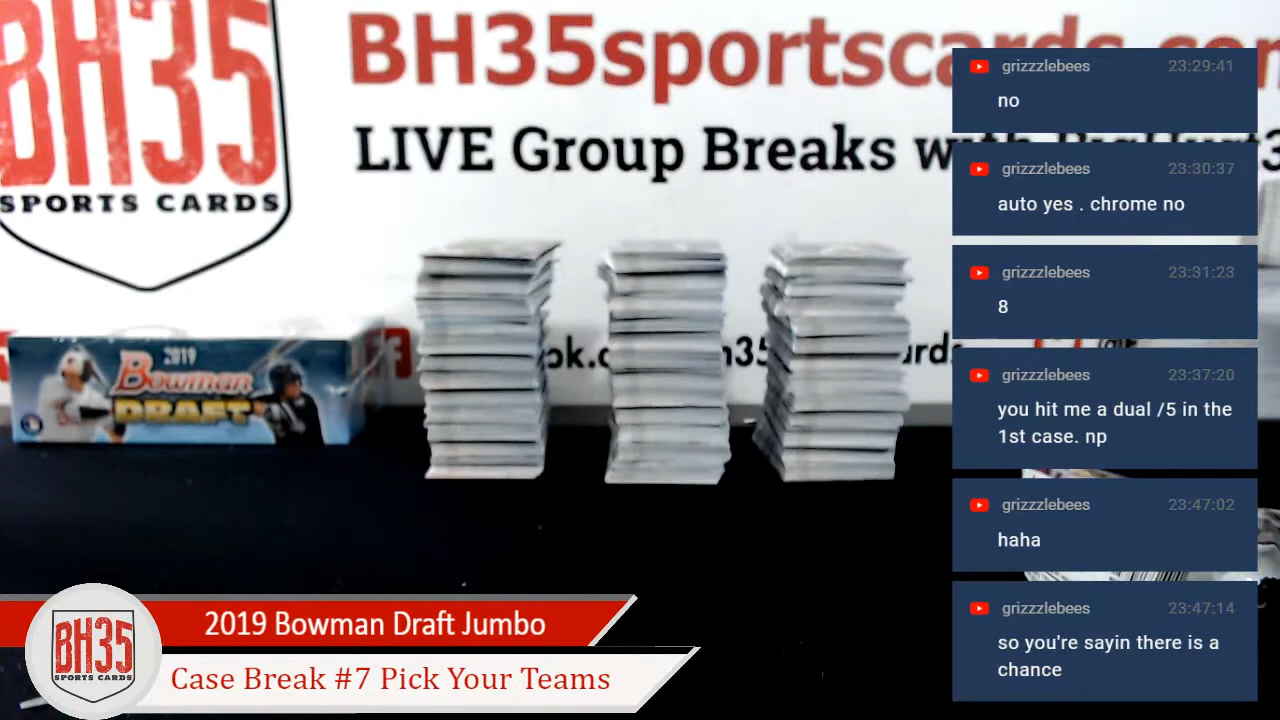 BH35
SPORTS CARDS
BH35sportscards.com
LIVE Group Breaks with
2019
Bowman
DRAFT
grizzzlebees 23:29:41
no
grizzzlebees 23:30:37
auto yes . chrome no
grizzzlebees 23:31:23
8
grizzzlebees 23:37:20
you hit me a dual /5 in the
1st case. np
grizzzlebees 23:47:02
haha
grizzzlebees 23:47:14
so you're sayin there is a
chance
BH35
SPORTS CARDS
2019 Bowman Draft Jumbo
Case Break #7 Pick Your Teams